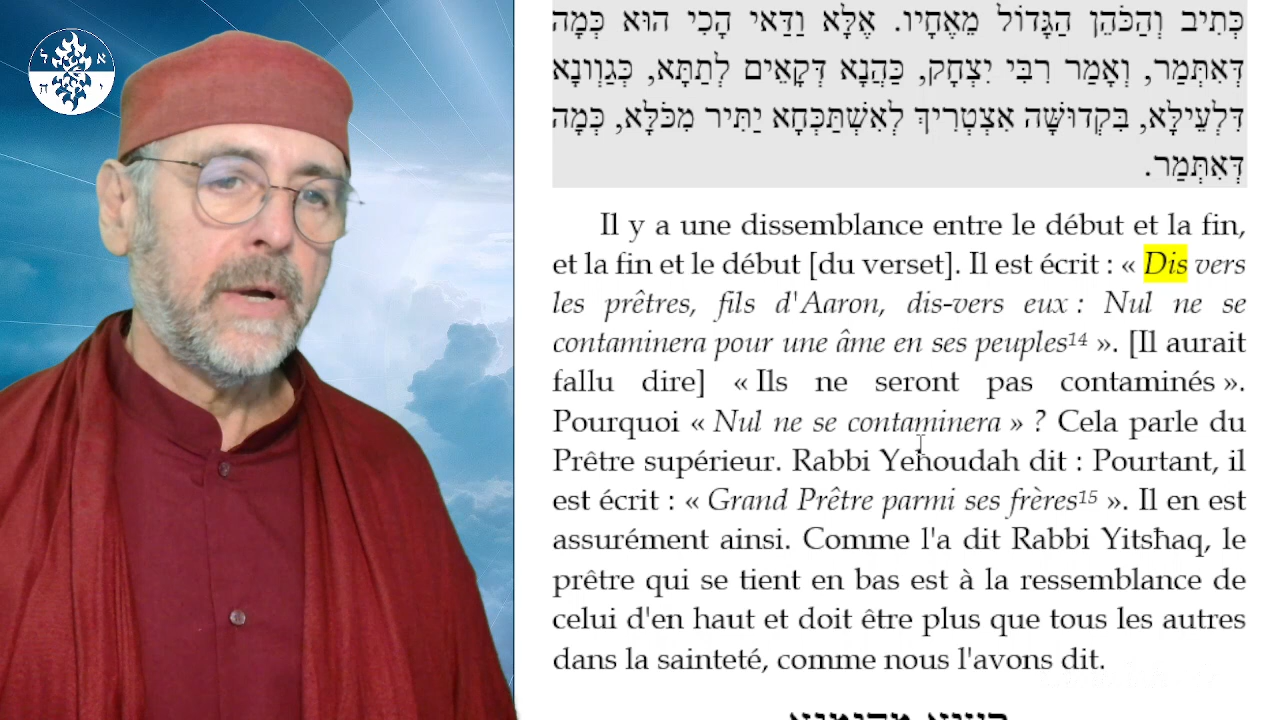 א
ל
ה
י
כְּתִיב וְהַכֹּהֵן הַגָּדוֹל מֵאֶחָיו. אֶלָּא וַדַּאי הָכִי הוּא כְּמָה
דְּאִתְּמַר, וְאָמַר רִבִּי יִצְחָק, כַּהֲנָא דְּקָאֵים לְתַתָּא, כְּגַוְונָא
דִּלְעֵילָּא, בִּקְדוּשָּׁה אִצְטְרִיךְ לְאִשְׁתַּכְּחָא יַתִּיר מִכֹּלָּא, כְּמָה
דְּאִתְּמַר.
Il y a une dissemblance entre le début et la fin,
et la fin et le début [du verset]. Il est écrit : « Dis vers
les prêtres, fils d'Aaron, dis-vers eux : Nul ne se
contaminera pour une âme en ses peuples¹⁴ ». [Il aurait
fallu dire] « Ils ne seront pas contaminés ».
Pourquoi « Nul ne se contaminera » ? Cela parle du
Prêtre supérieur. Rabbi Yehoudah dit : Pourtant, il
est écrit : « Grand Prêtre parmi ses frères¹⁵ ». Il en est
assurément ainsi. Comme l'a dit Rabbi Yitsħaq, le
prêtre qui se tient en bas est à la ressemblance de
celui d'en haut et doit être plus que tous les autres
dans la sainteté, comme nous l'avons dit.